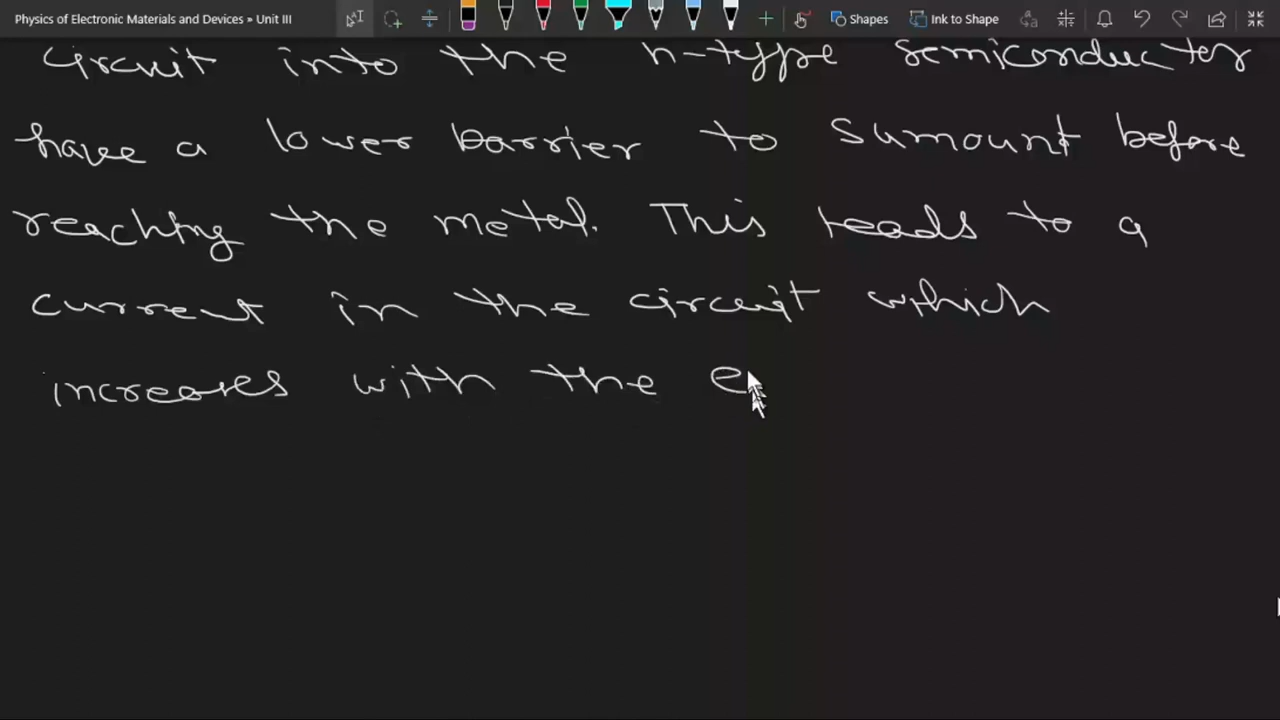 Physics of Electronic Materials and Devices » Unit III
Shapes
Ink to Shape
Circuit into the n-type semiconductor
have a lower barrier to Sumount before
reaching the metal. This leads to a
current in the circuit which
increases with the e